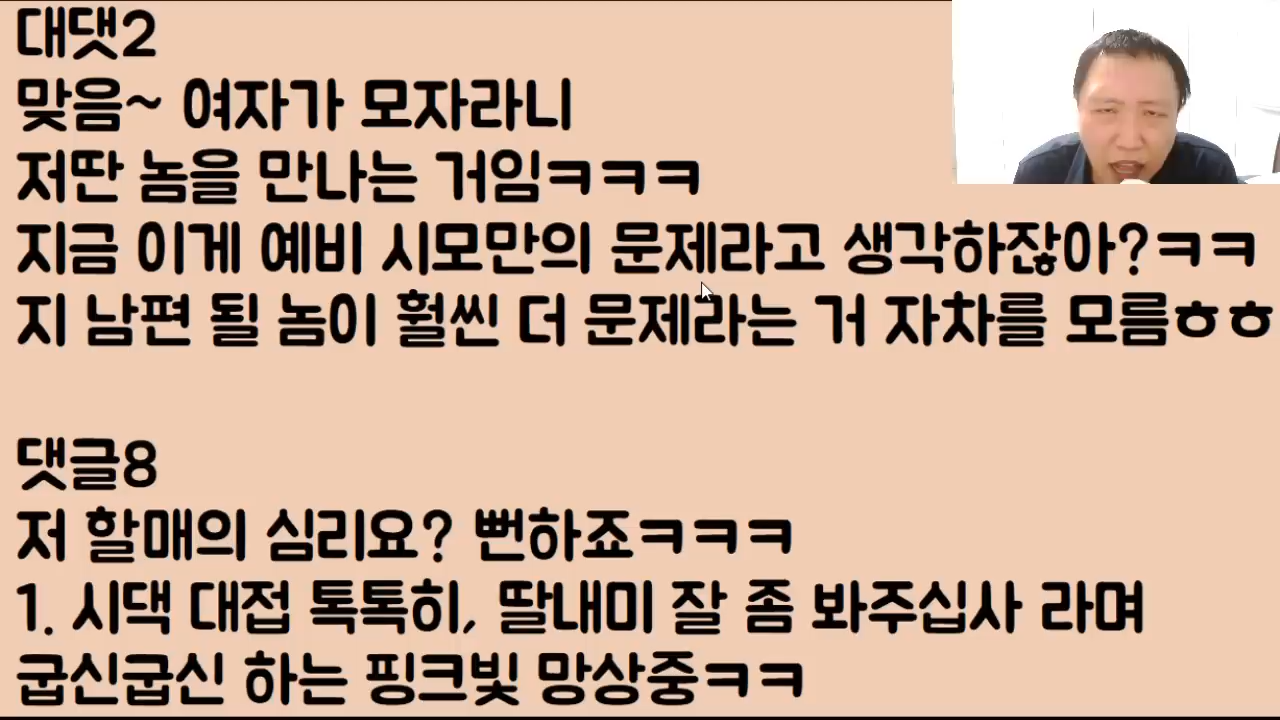 대댓2
맞음~ 여자가 모자라니
저딴 놈을 만나는 거임ㅋㅋㅋ
지금 이게 예비 시모만의 문제라고 생각하잖아?ㅋㅋ
지 남편 될 놈이 훨씬 더 문제라는 거 자차를 모름ㅎㅎ
댓글8
저 할매의 심리요? 뻔하죠ㅋㅋㅋ
1. 시댁 대접 톡톡히, 딸내미 잘 좀 봐주십사 라며
굽신굽신 하는 핑크빛 망상중ㅋㅋ